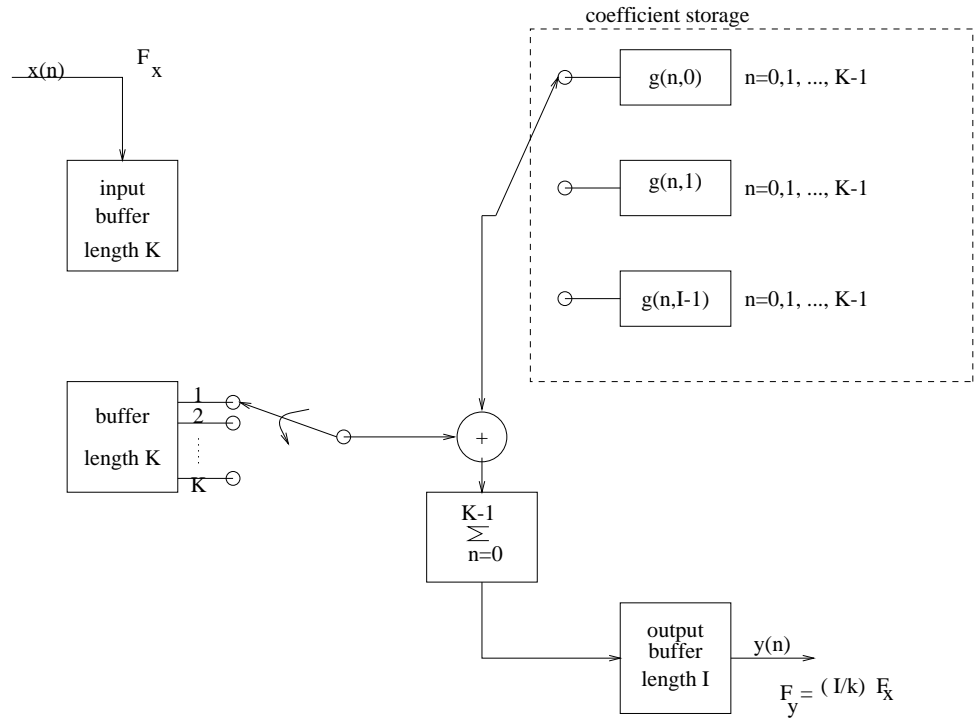 coefficient storage
x(n)
F
x
g(n,0) n=0,1, ..., K-1
g(n,1) n=0,1, ..., K-1
g(n,I-1) n=0,1, ..., K-1
input
buffer
length K
buffer
length K
1
2
K
+
K-1
Σ
n=0
output
buffer
length I
y(n)
F y = (I/k) F x